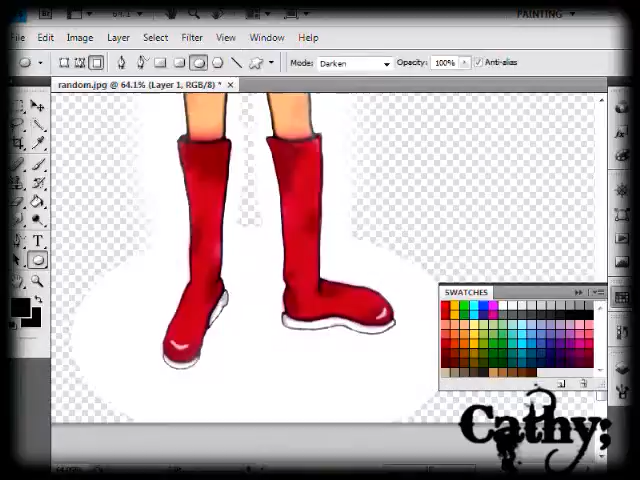 PAINTING
File Edit Image Layer Select Filter View Window Help
Mode: Darken Opacity: 100% Anti-alias
random.jpg @ 64.1% (Layer 1, RGB/8) *
SWATCHES
Cathy;